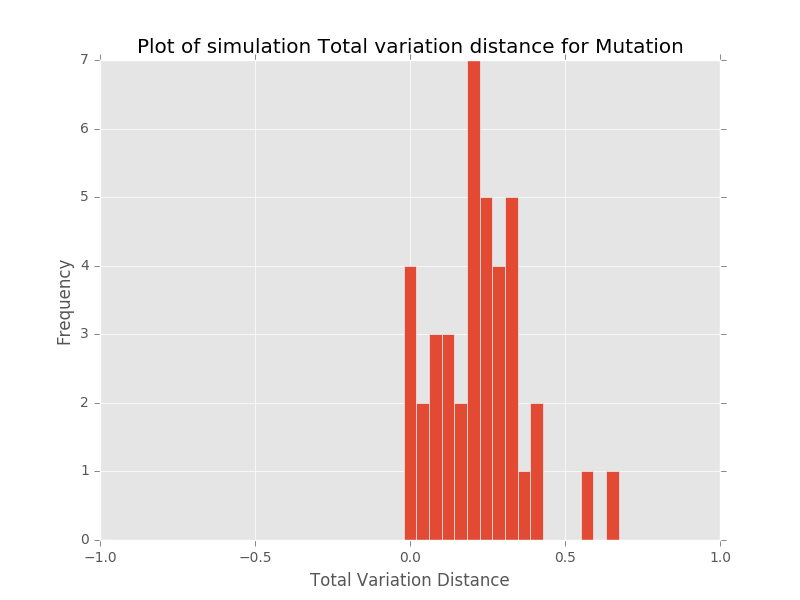 Plot of simulation Total variation distance for Mutation
7
6
5
4
3
2
1
0
Frequency
−1.0 −0.5 0.0 0.5 1.0
Total Variation Distance